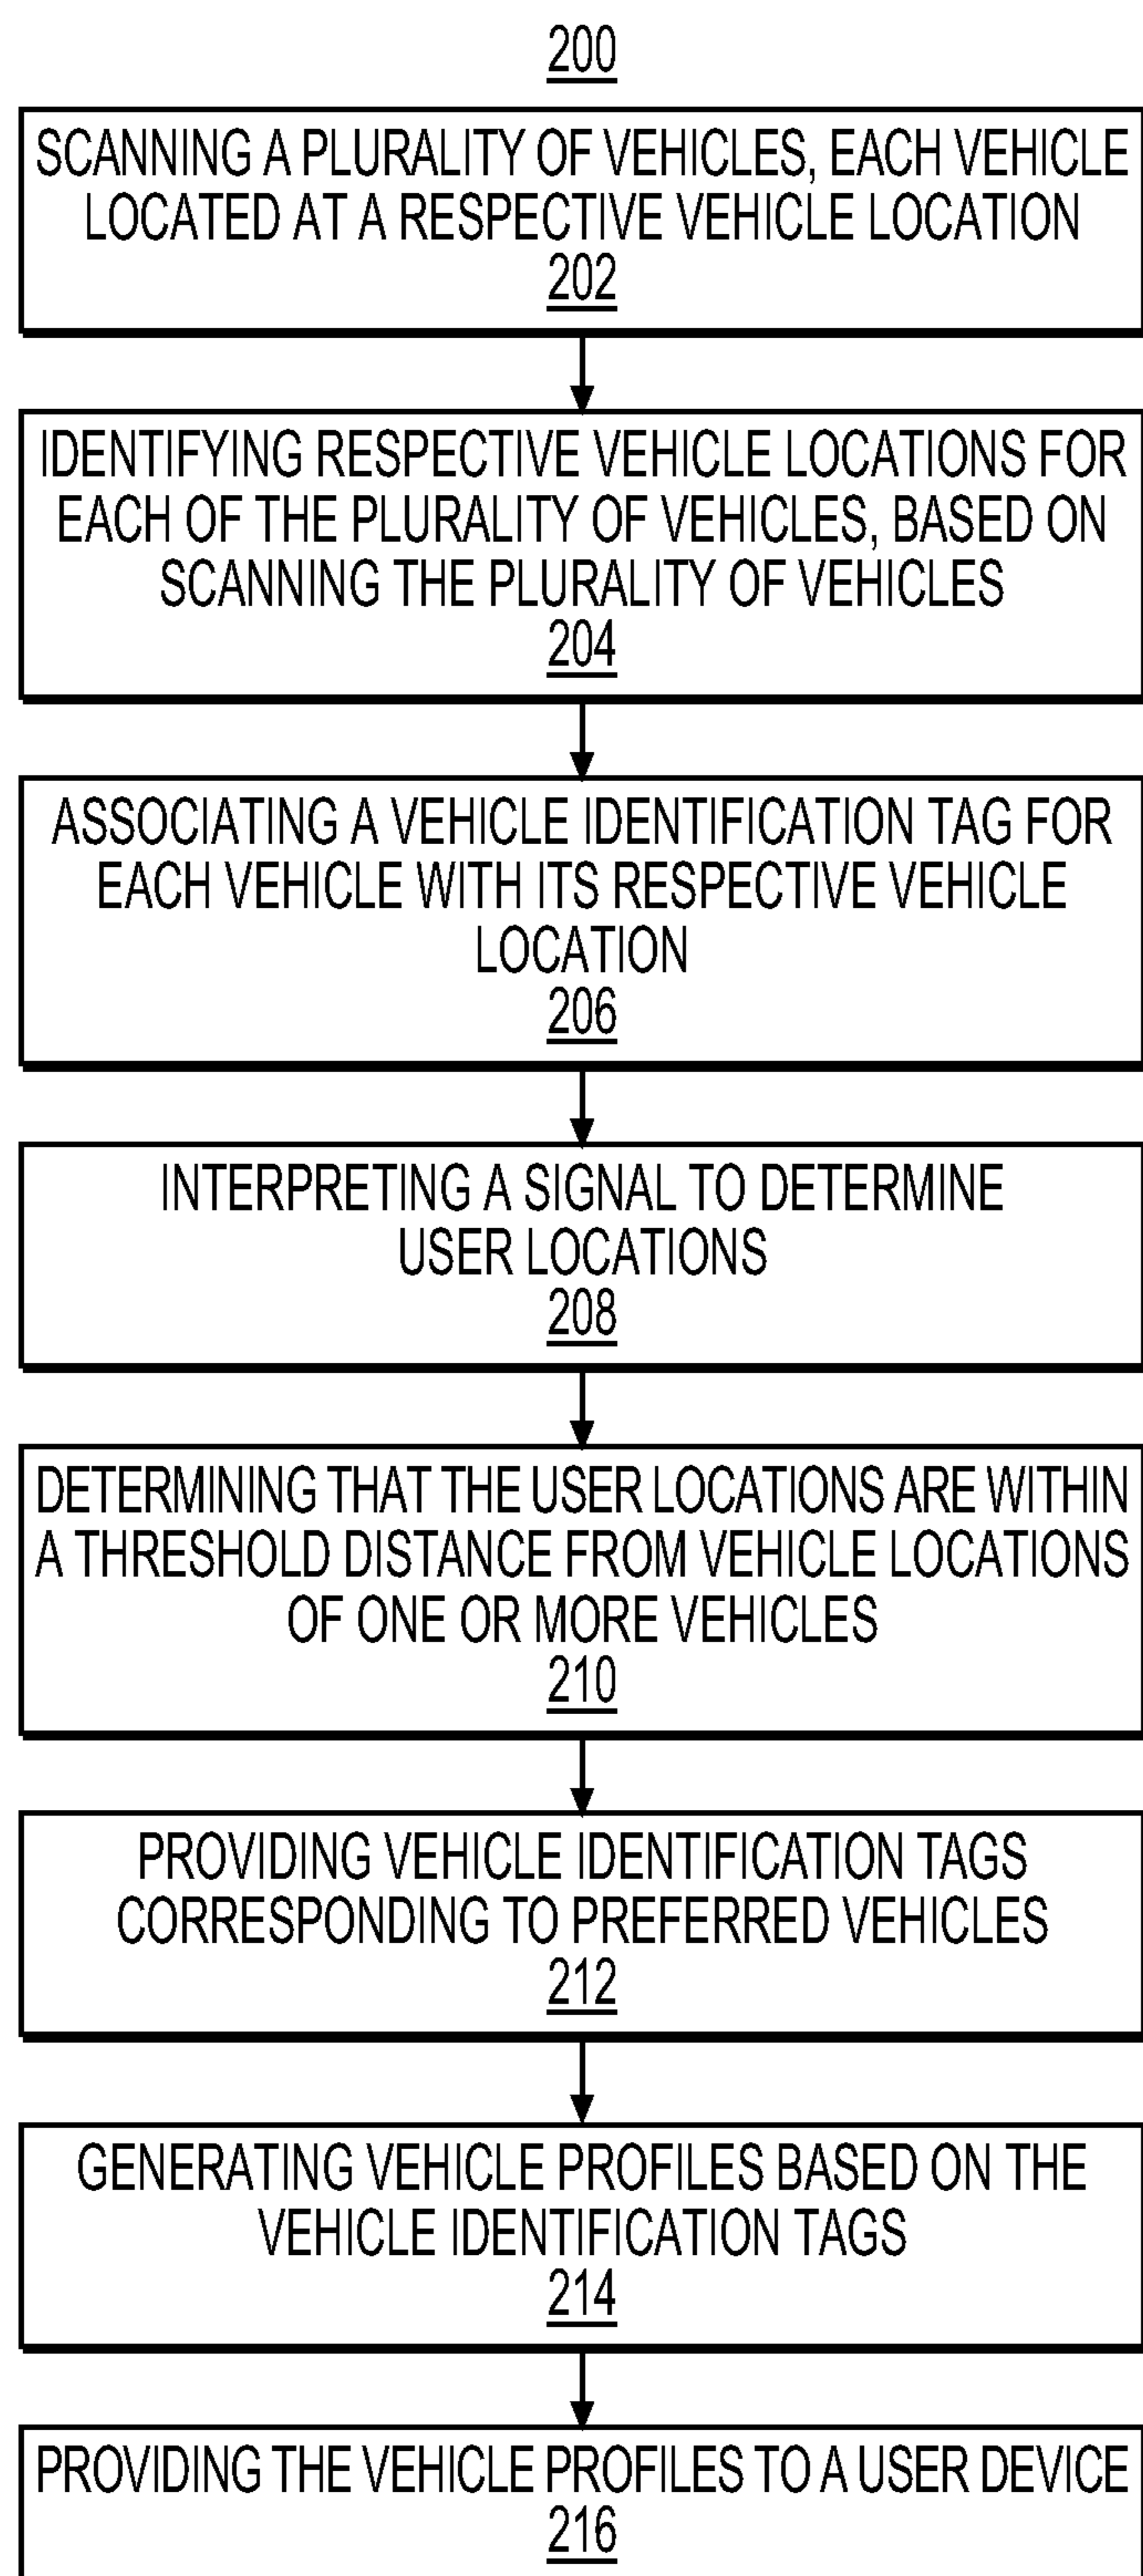 200
SCANNING A PLURALITY OF VEHICLES, EACH VEHICLE
LOCATED AT A RESPECTIVE VEHICLE LOCATION
202
IDENTIFYING RESPECTIVE VEHICLE LOCATIONS FOR
EACH OF THE PLURALITY OF VEHICLES, BASED ON
SCANNING THE PLURALITY OF VEHICLES
204
ASSOCIATING A VEHICLE IDENTIFICATION TAG FOR
EACH VEHICLE WITH ITS RESPECTIVE VEHICLE
LOCATION
206
INTERPRETING A SIGNAL TO DETERMINE
USER LOCATIONS
208
DETERMINING THAT THE USER LOCATIONS ARE WITHIN
A THRESHOLD DISTANCE FROM VEHICLE LOCATIONS
OF ONE OR MORE VEHICLES
210
PROVIDING VEHICLE IDENTIFICATION TAGS
CORRESPONDING TO PREFERRED VEHICLES
212
GENERATING VEHICLE PROFILES BASED ON THE
VEHICLE IDENTIFICATION TAGS
214
PROVIDING THE VEHICLE PROFILES TO A USER DEVICE
216